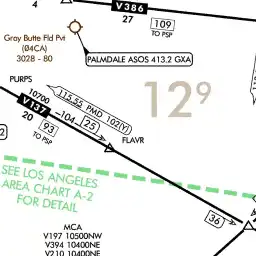 4
V386
27
109
TO PSP
Gray Butte Fld Pvt
(Ø4CA)
3028 - 80
PALMDALE ASOS 413.2 GXA
PURPS
10700
V137
20
93
TO PSP
115.55 PMD 102(Y)
104
25
FLAVR
12⁹
2
SEE LOS ANGELES
AREA CHART A-2
FOR DETAIL
36
MCA
V197 10500NW
V394 10400NE
V210 10400NE